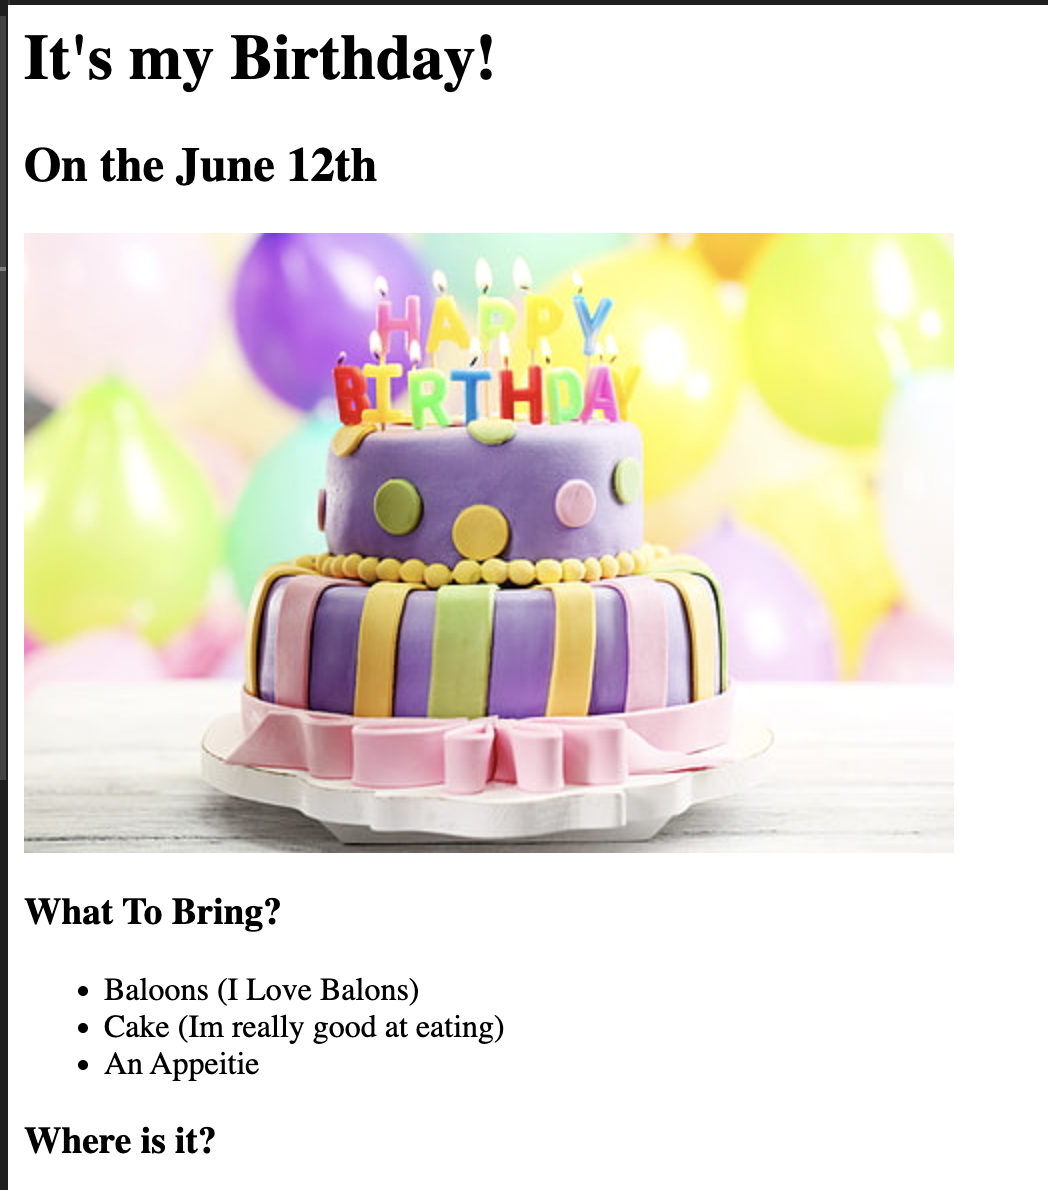 It's my Birthday!
On the June 12th
HAPPY
BIRTHDAY
What To Bring?
Baloons (I Love Balons)
Cake (Im really good at eating)
An Appeitie
Where is it?